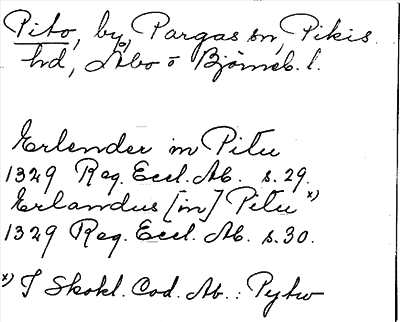 Pito, by, Pargas sn, Pikis
hd, Åbo o Björneb. l.
Erlender in Pitu
1329 Reg. Eccl. Ab. s. 29.
Erlandus [in] Pitu x)
1329 Reg. Eccl. Ab. s. 30.
x) I Skokl. Cod. Ab.: Pytw